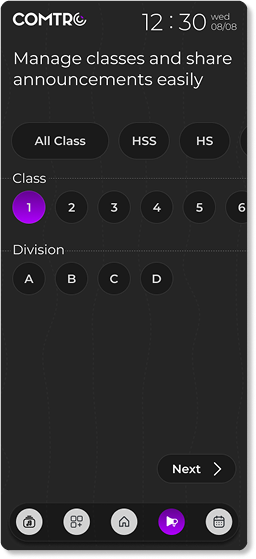 COMTRO
12 : 30 wed
08/08
Manage classes and share
announcements easily
All Class HSS HS
Class
1 2 3 4 5 6
Division
A B C D
Next